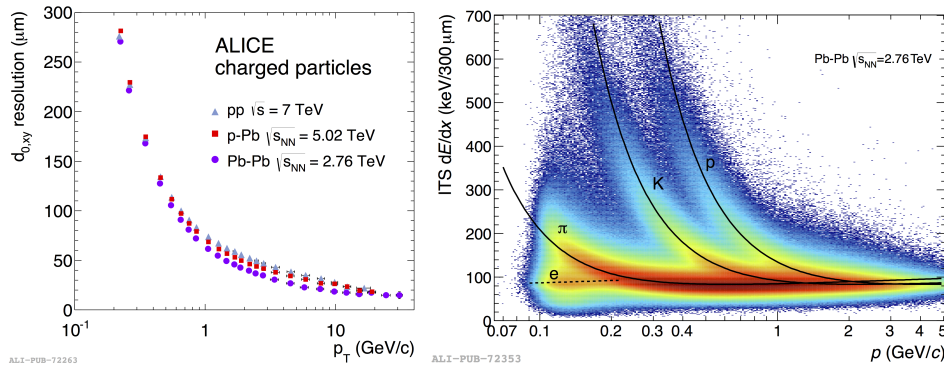 300
250
200
150
100
50
0
d0,xy resolution (μm)
ALICE
charged particles
pp √s = 7 TeV
p-Pb √sNN = 5.02 TeV
Pb-Pb √sNN = 2.76 TeV
10-1
1
10
pT (GeV/c)
ALI-PUB-72263
700
600
500
400
300
200
100
0
ITS dE/dx (keV/300 μm)
Pb-Pb √sNN=2.76TeV
π
K
p
e
0.07
0.1
0.2
0.3
0.4
1
2
3
4
5
p (GeV/c)
ALI-PUB-72353